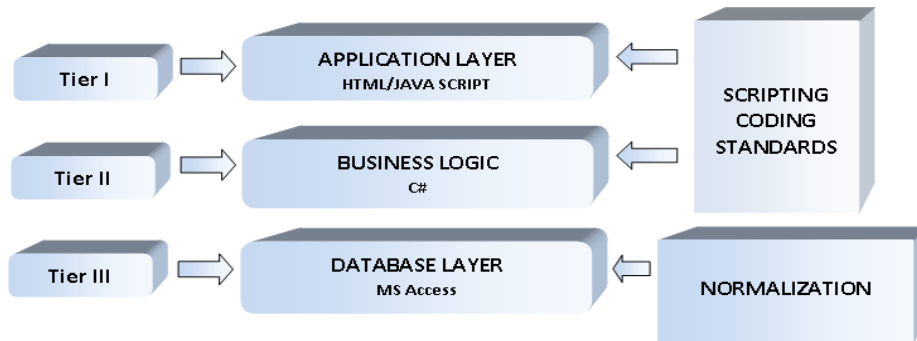 Tier I
APPLICATION LAYER
HTML/JAVA SCRIPT
SCRIPTING
CODING
STANDARDS
Tier II
BUSINESS LOGIC
C#
Tier III
DATABASE LAYER
MS Access
NORMALIZATION